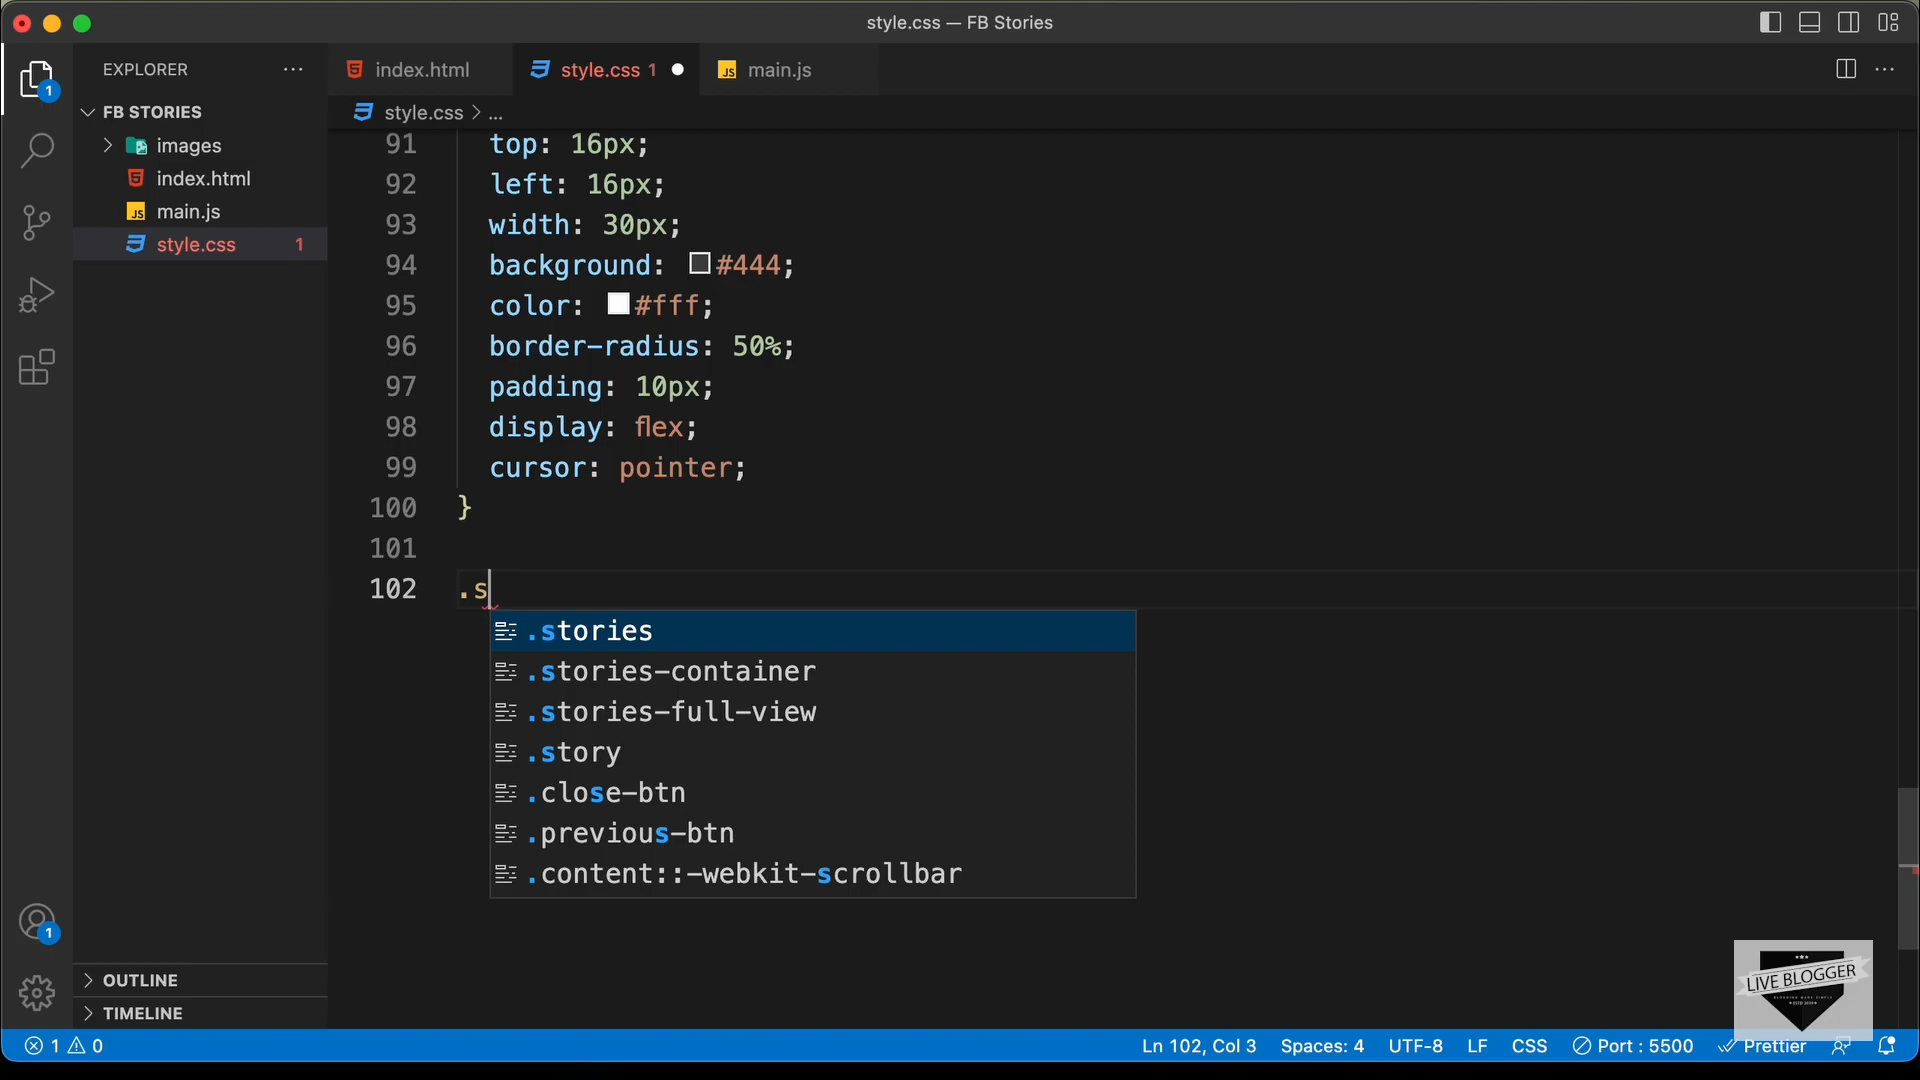 style.css — FB Stories
EXPLORER
index.html
style.css 1
main.js
FB STORIES
style.css > ...
images
index.html
main.js
style.css 1
91 top: 16px;
92 left: 16px;
93 width: 30px;
94 background: #444;
95 color: #fff;
96 border-radius: 50%;
97 padding: 10px;
98 display: flex;
99 cursor: pointer;
100 }
101
102 .s
.stories
.stories-container
.stories-full-view
.story
.close-btn
.previous-btn
.content::-webkit-scrollbar
1
1
OUTLINE
TIMELINE
LIVE BLOGGER
1 0 Ln 102, Col 3 Spaces: 4 UTF-8 LF CSS Port : 5500 Prettier